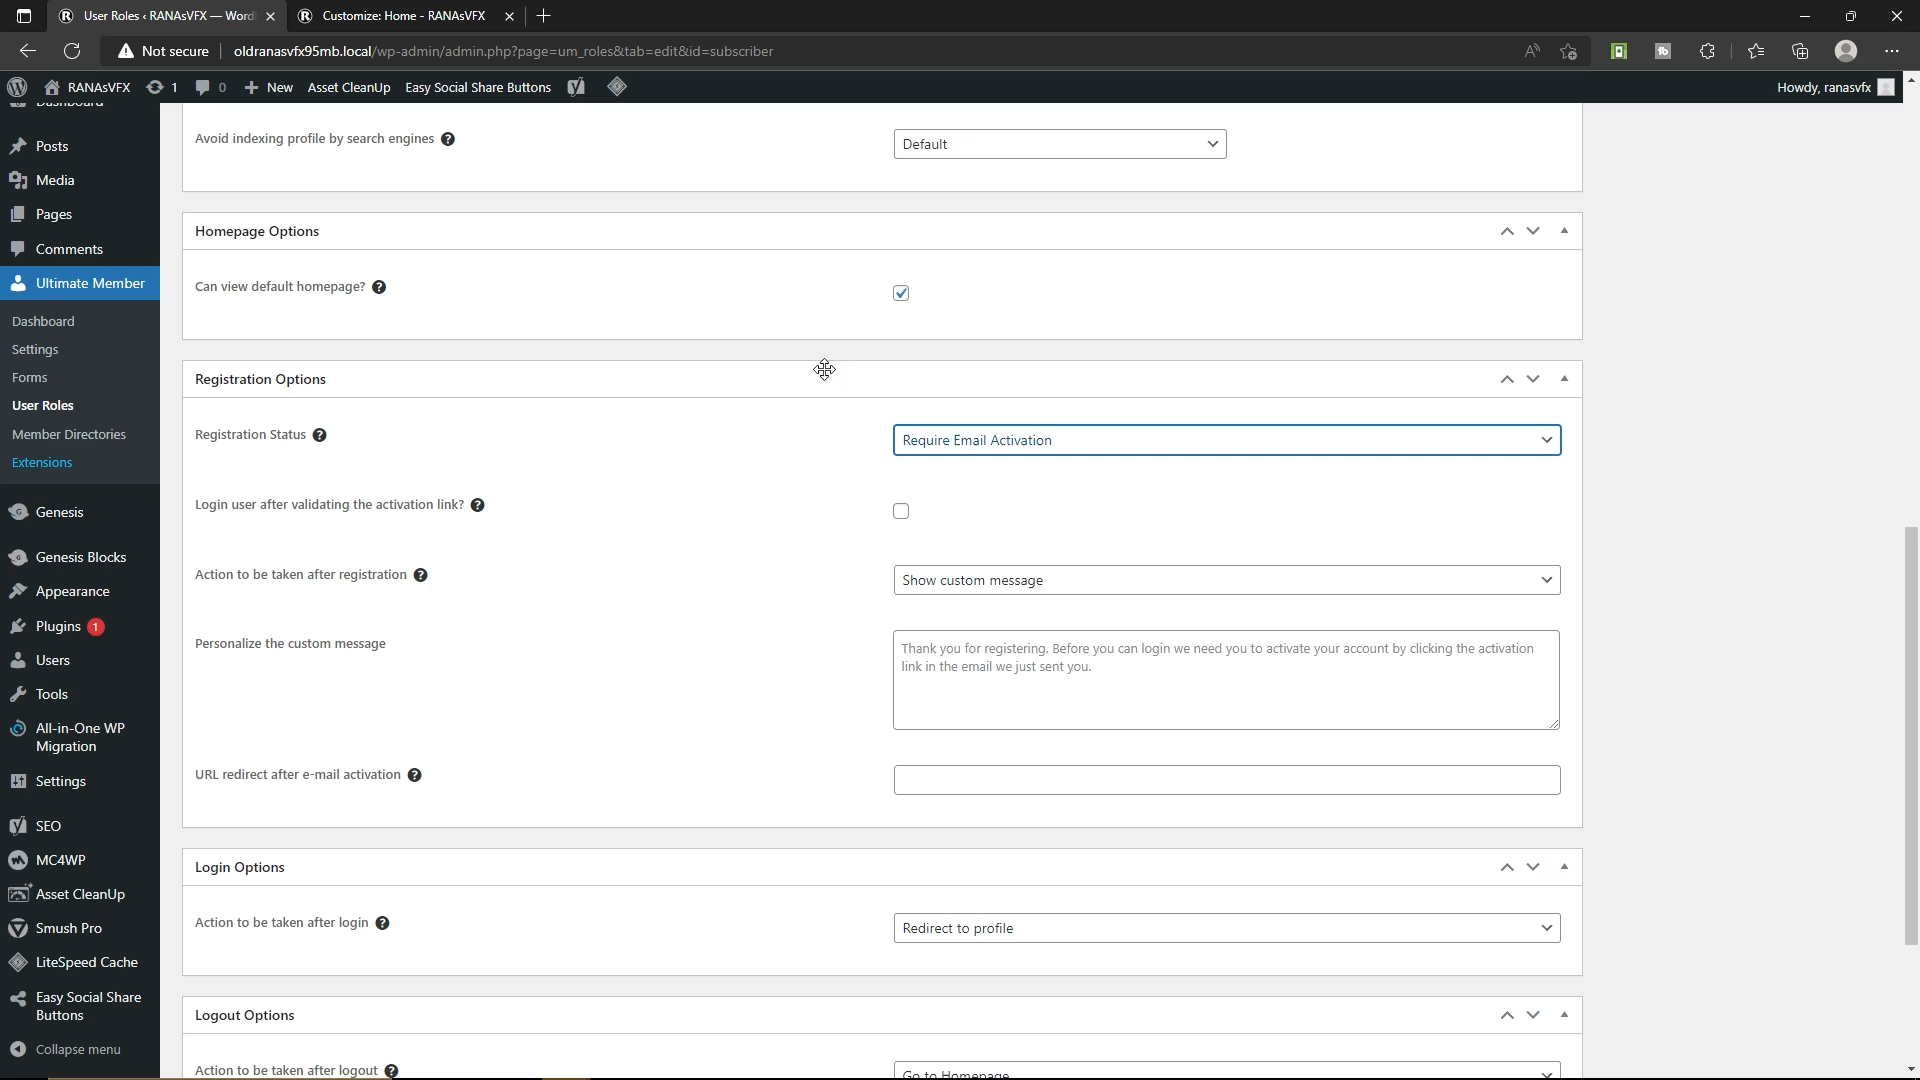 User Roles ‹ RANAsVFX — Word
Customize: Home - RANAsVFX
Not secure
oldranasvfx95mb.local/wp-admin/admin.php?page=um_roles&tab=edit&id=subscriber
RANAsVFX
1
0
New
Asset CleanUp
Easy Social Share Buttons
Howdy, ranasvfx
Dashboard
Posts
Media
Pages
Comments
Ultimate Member
Dashboard
Settings
Forms
User Roles
Member Directories
Extensions
Genesis
Genesis Blocks
Appearance
Plugins 1
Users
Tools
All-in-One WP
Migration
Settings
SEO
MC4WP
Asset CleanUp
Smush Pro
LiteSpeed Cache
Easy Social Share
Buttons
Collapse menu
Avoid indexing profile by search engines
Default
Homepage Options
Can view default homepage?
Registration Options
Registration Status
Require Email Activation
Login user after validating the activation link?
Action to be taken after registration
Show custom message
Personalize the custom message
Thank you for registering. Before you can login we need you to activate your account by clicking the activation
link in the email we just sent you.
URL redirect after e-mail activation
Login Options
Action to be taken after login
Redirect to profile
Logout Options
Action to be taken after logout
Go to Homepage